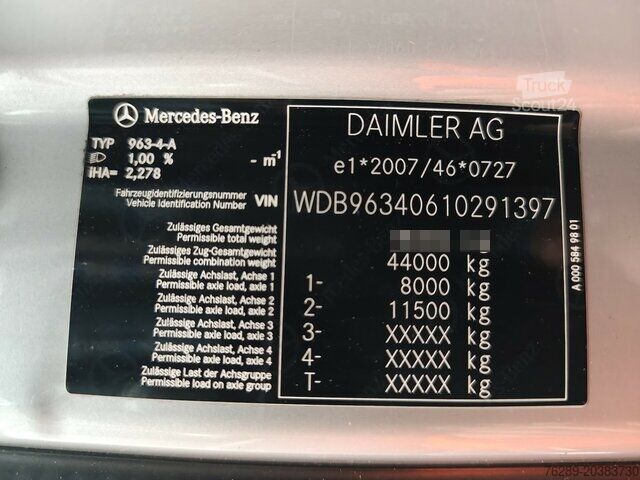 Truck
Scout24
Mercedes-Benz
TYP 963-4-A
1,00 % - m-1
iHA= 2,278
Fahrzeugidentifizierungsnummer
Vehicle Identification Number VIN
Zulässiges Gesamtgewicht
Permissible total weight
Zulässiges Zug-Gesamtgewicht
Permissible combination weight
Zulässige Achslast, Achse 1
Permissible axle load, axle 1
Zulässige Achslast, Achse 2
Permissible axle load, axle 2
Zulässige Achslast, Achse 3
Permissible axle load, axle 3
Zulässige Achslast, Achse 4
Permissible axle load, axle 4
Zulässige Last der Achsgruppe
Permissible load on axle group
DAIMLER AG
e1*2007/46*0727
WDB96340610291397
44000 kg
1- 8000 kg
2- 11500 kg
3- XXXXX kg
4- XXXXX kg
T- XXXXX kg
A 000 584 98 01
76289-20383730